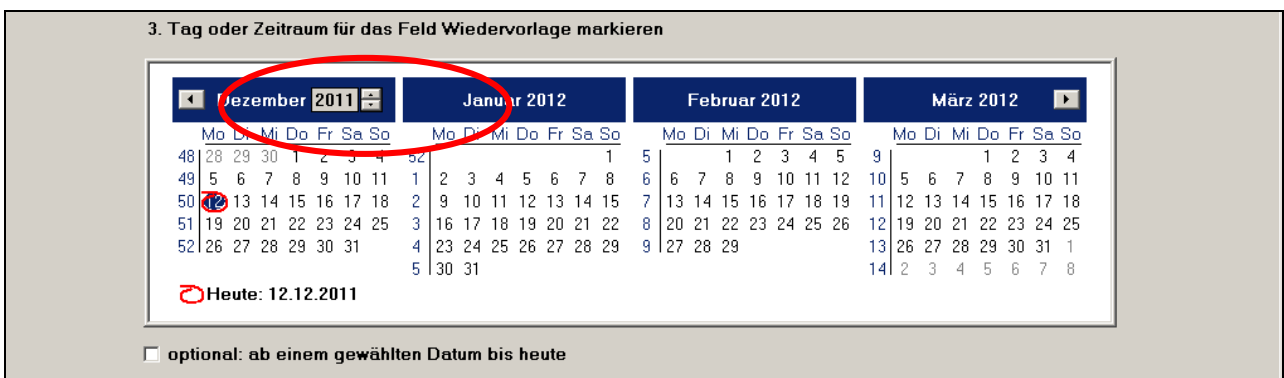 3. Tag oder Zeitraum für das Feld Wiedervorlage markieren
Dezember 2011 Januar 2012 Februar 2012 März 2012
Mo Di Mi Do Fr Sa So Mo Di Mi Do Fr Sa So Mo Di Mi Do Fr Sa So Mo Di Mi Do Fr Sa So
48 28 29 30 1 2 3 4 52 1 5 1 2 3 4 5 9 1 2 3 4
49 5 6 7 8 9 10 11 1 2 3 4 5 6 7 8 6 6 7 8 9 10 11 12 10 5 6 7 8 9 10 11
50 12 13 14 15 16 17 18 2 9 10 11 12 13 14 15 7 13 14 15 16 17 18 19 11 12 13 14 15 16 17 18
51 19 20 21 22 23 24 25 3 16 17 18 19 20 21 22 8 20 21 22 23 24 25 26 12 19 20 21 22 23 24 25
52 26 27 28 29 30 31 4 23 24 25 26 27 28 29 9 27 28 29 13 26 27 28 29 30 31 1
5 30 31 14 2 3 4 5 6 7 8
Heute: 12.12.2011
optional: ab einem gewählten Datum bis heute